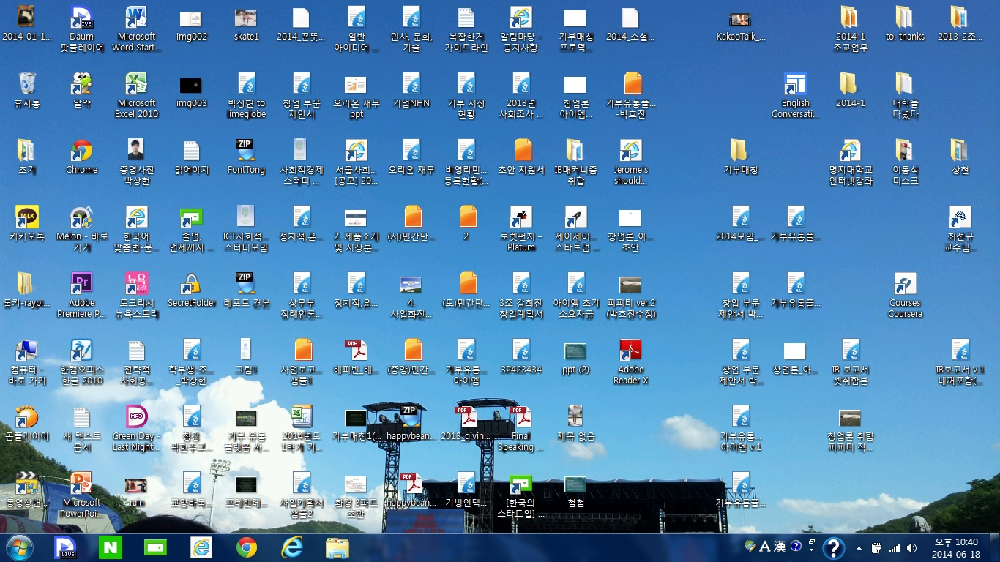 2014-01-1...
Daum
팟플레이어
Microsoft
Word Start...
img002
skate1
2014_꼰뚯...
일반
아이디어 ...
인사, 문화,
기술
복잡한거
가이드라인
알림마당 -
공지사항
기부매칭
프로덕...
2014_소셜...
KakaoTalk_...
2014-1
조교업무
to. thanks
2013-2조...
휴지통
알약
Microsoft
Excel 2010
img003
박상현 to
limeglobe
창업 부문
제안서
오리온 재무
ppt
기업NHN
기부 시장
현황
2013년
사회조사 ...
창업론
아이엠...
기부유통플...
-박효진
English
Conversati...
2014-1
대학을
다녔다
초기
Chrome
증명사진
박상현
읽어야지
FontTong
사회적경제
스터디 ...
서울사회...
[공모] 20...
오리온 재무
비영리민...
등록현황(...
초안 지원서
IB매커니즘
취합
Jerome's
should...
기부매칭
명지대학교
인터넷강좌
이동식
디스크
상현
카카오톡
Melon - 바로
가기
한국어
맞춤법-문...
졸업,
언제까지 ...
ICT사회적...
스터디모임
정치적,윤...
2. 제품소개
및 시장분...
(시)민간단...
2
로켓펀치 –
Platum
제이제이...
스타트업 ...
창업론_아...
초안
2014모임_...
기부유통플...
최선규
교수님...
통키-raypi...
Adobe
Premiere P...
토크리시
뉴욕스토리
SecretFolder
레포트 견본
상무부
정례언론...
정치적,윤...
4.
사업화전...
(도)민간단...
3조 강희진
창업계획서
아이엠 초기
소요자금
피피티 ver.2
(박효진수정)
창업 부문
제안서 박...
기부유통플...
Courses
Coursera
컴퓨터 -
바로 가기
한컴오피스
한글 2010
전략적
사회공...
학부생-조...
_박상현
그림1
사업보고...
샘플1
해피빈_해...
(중앙)민간...
기부유통...
아이엠
32423434
ppt (2)
Adobe
Reader X
창업 부문
제안서 박...
창업론_아...
IB 보고서
셋취합본
IB보고서 v.1
내꺼포함(...
곰플레이어
새 텍스트
문서
Green Day -
Last Night...
정경
락한주교...
기부 유통
플랫폼 새...
2014년도
1학기 기...
기부매칭1(...
happybean...
2013_givin...
Final
Speaking ...
제목 없음
기부유통...
아이엠 v.1
창업론 취합
피피티 작...
동영상변...
Microsoft
PowerPoi...
rain
교양바둑...
프레젠테...
사업계획서
샘플2
환경 3파트
초안
happybean...
기빙인덱...
[한국의
스타트업] ...
첨첨
기부유통플...
오후 10:40
2014-06-18